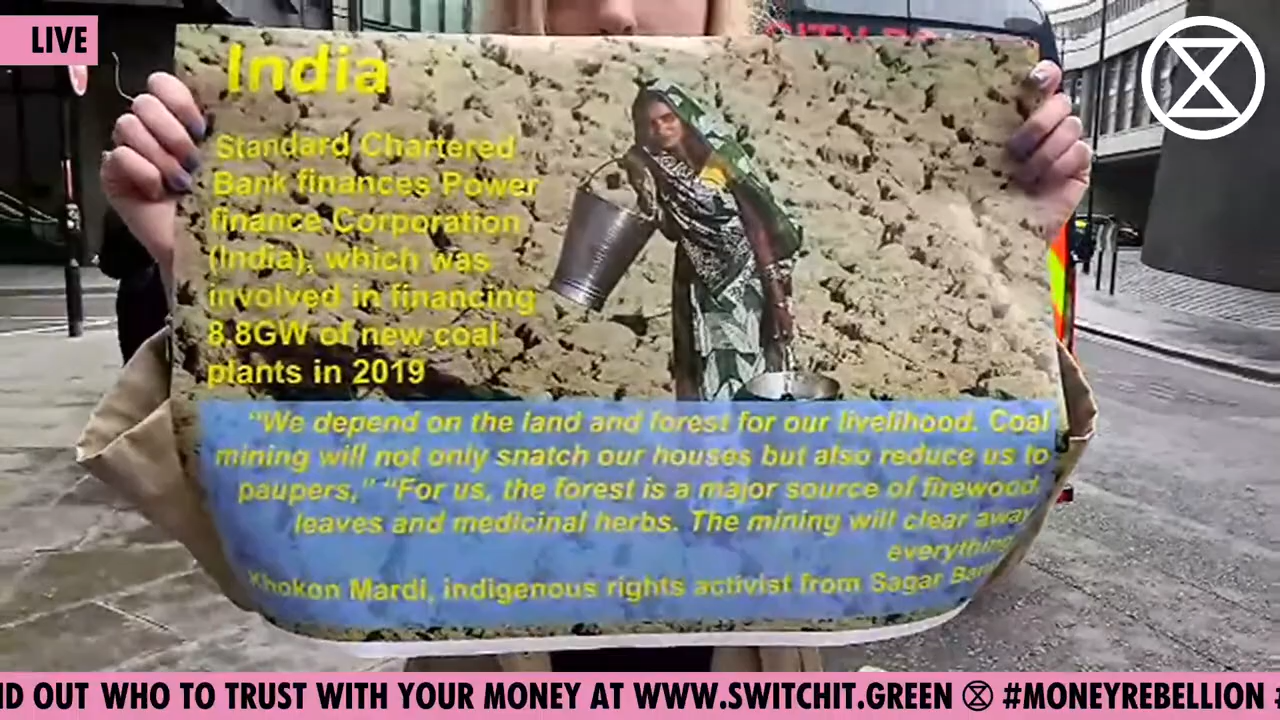 LIVE
India
Standard Chartered
Bank finances Power
finance Corporation
(India), which was
involved in financing
8.8GW of new coal
plants in 2019
"We depend on the land and forest for our livelihood. Coal
mining will not only snatch our houses but also reduce us to
paupers," "For us, the forest is a major source of firewood,
leaves and medicinal herbs. The mining will clear away
everything
Khokon Mardi, indigenous rights activist from Sagar
OUT WHO TO TRUST WITH YOUR MONEY AT WWW.SWITCHIT.GREEN #MONEYREBELLION